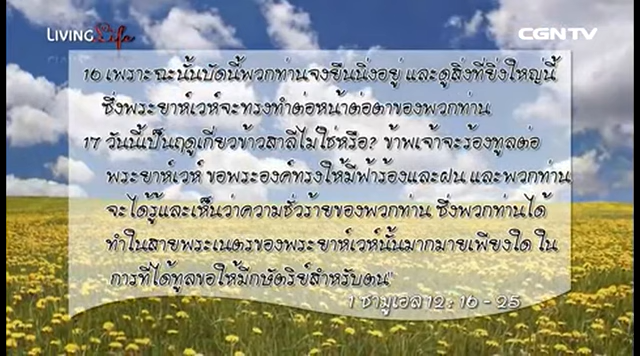 LIVING Life
CGNTV
16 เพราะฉะนั้นบัดนี้พวกท่านจงยืนนิ่งอยู่ และดูสิ่งที่ยิ่งใหญ่นี้
ซึ่งพระยาห์เวห์จะทรงทำต่อหน้าต่อตาของพวกท่าน
17 วันนี้เป็นฤดูเกี่ยวข้าวสาลีไม่ใช่หรือ? ข้าพเจ้าจะร้องทูลต่อ
พระยาห์เวห์ ขอพระองค์ทรงให้มีฟ้าร้องและฝน และพวกท่าน
จะได้รู้และเห็นว่าความชั่วร้ายของพวกท่าน ซึ่งพวกท่านได้
ทำในสายพระเนตรของพระยาห์เวห์นั้นมากมายเพียงใด ใน
การที่ได้ทูลขอให้มีกษัตริย์สำหรับตน"
1 ซามูเอล 12 : 16 - 25